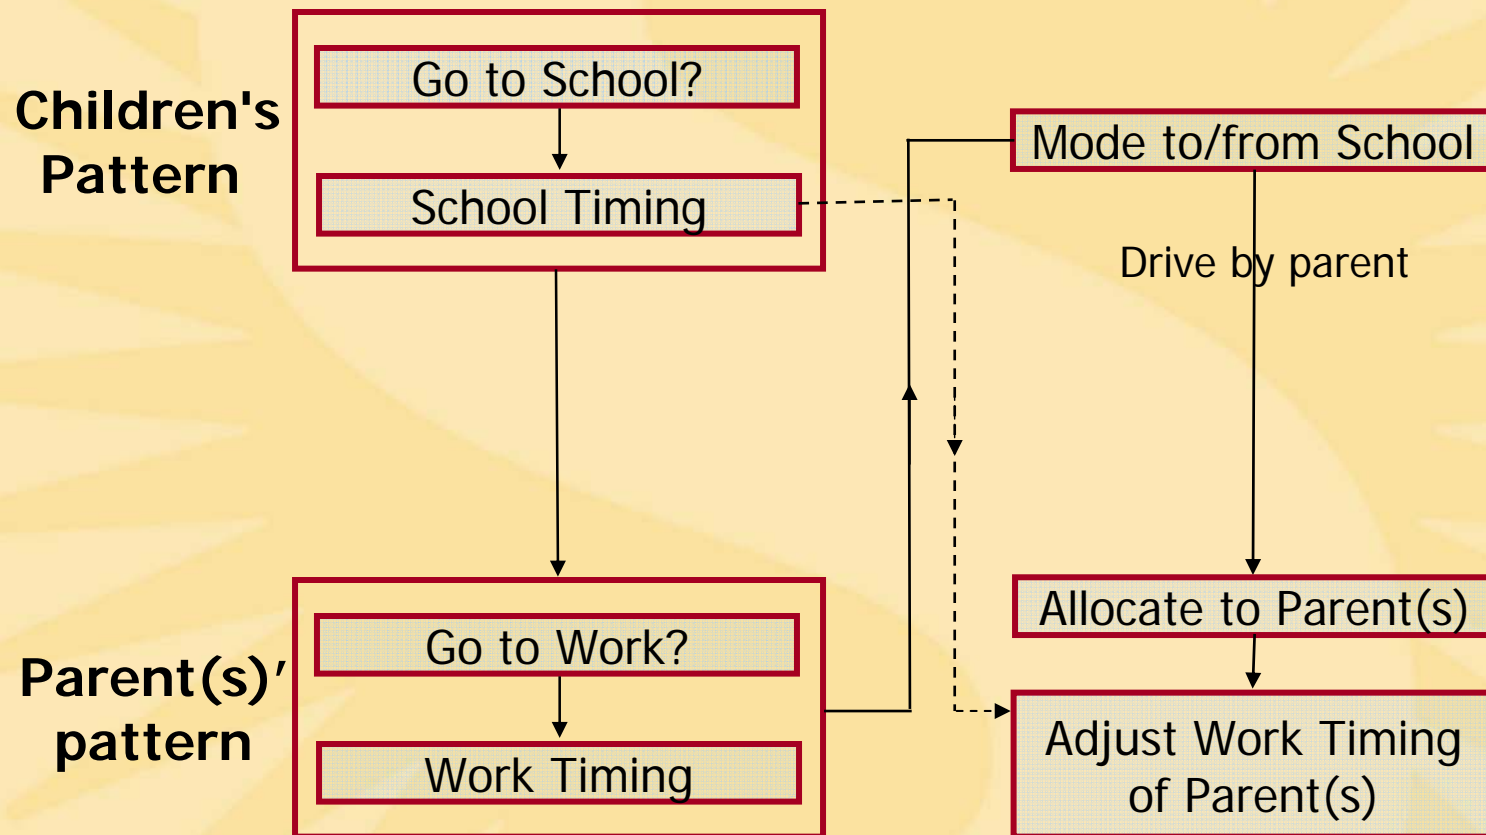 Children's
Pattern
Go to School?
School Timing
Mode to/from School
Drive by parent
Parent(s)’
pattern
Go to Work?
Work Timing
Allocate to Parent(s)
Adjust Work Timing
of Parent(s)